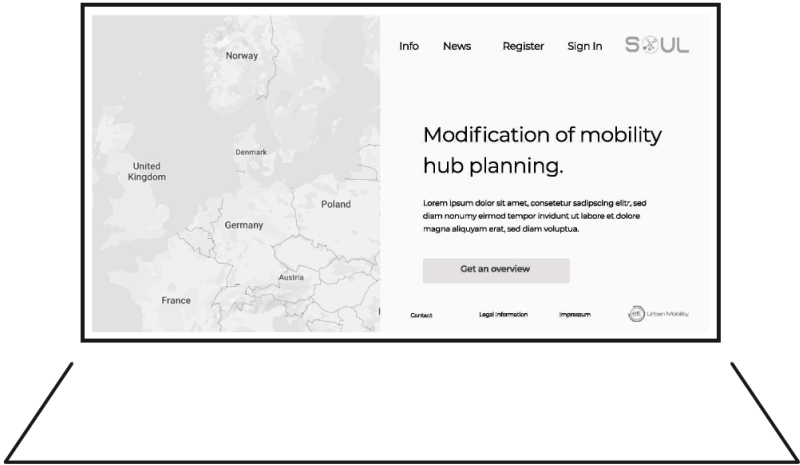 Info News Register Sign In SOUL
Norway
Denmark
United
Kingdom
Poland
Germany
Austria
France
Modification of mobility
hub planning.
Lorem ipsum dolor sit amet, consetetur sadipscing elitr, sed
diam nonumy eirmod tempor invidunt ut labore et dolore
magna aliquyam erat, sed diam voluptua.
Get an overview
Contact Legal Information Impressum eit Urban Mobility